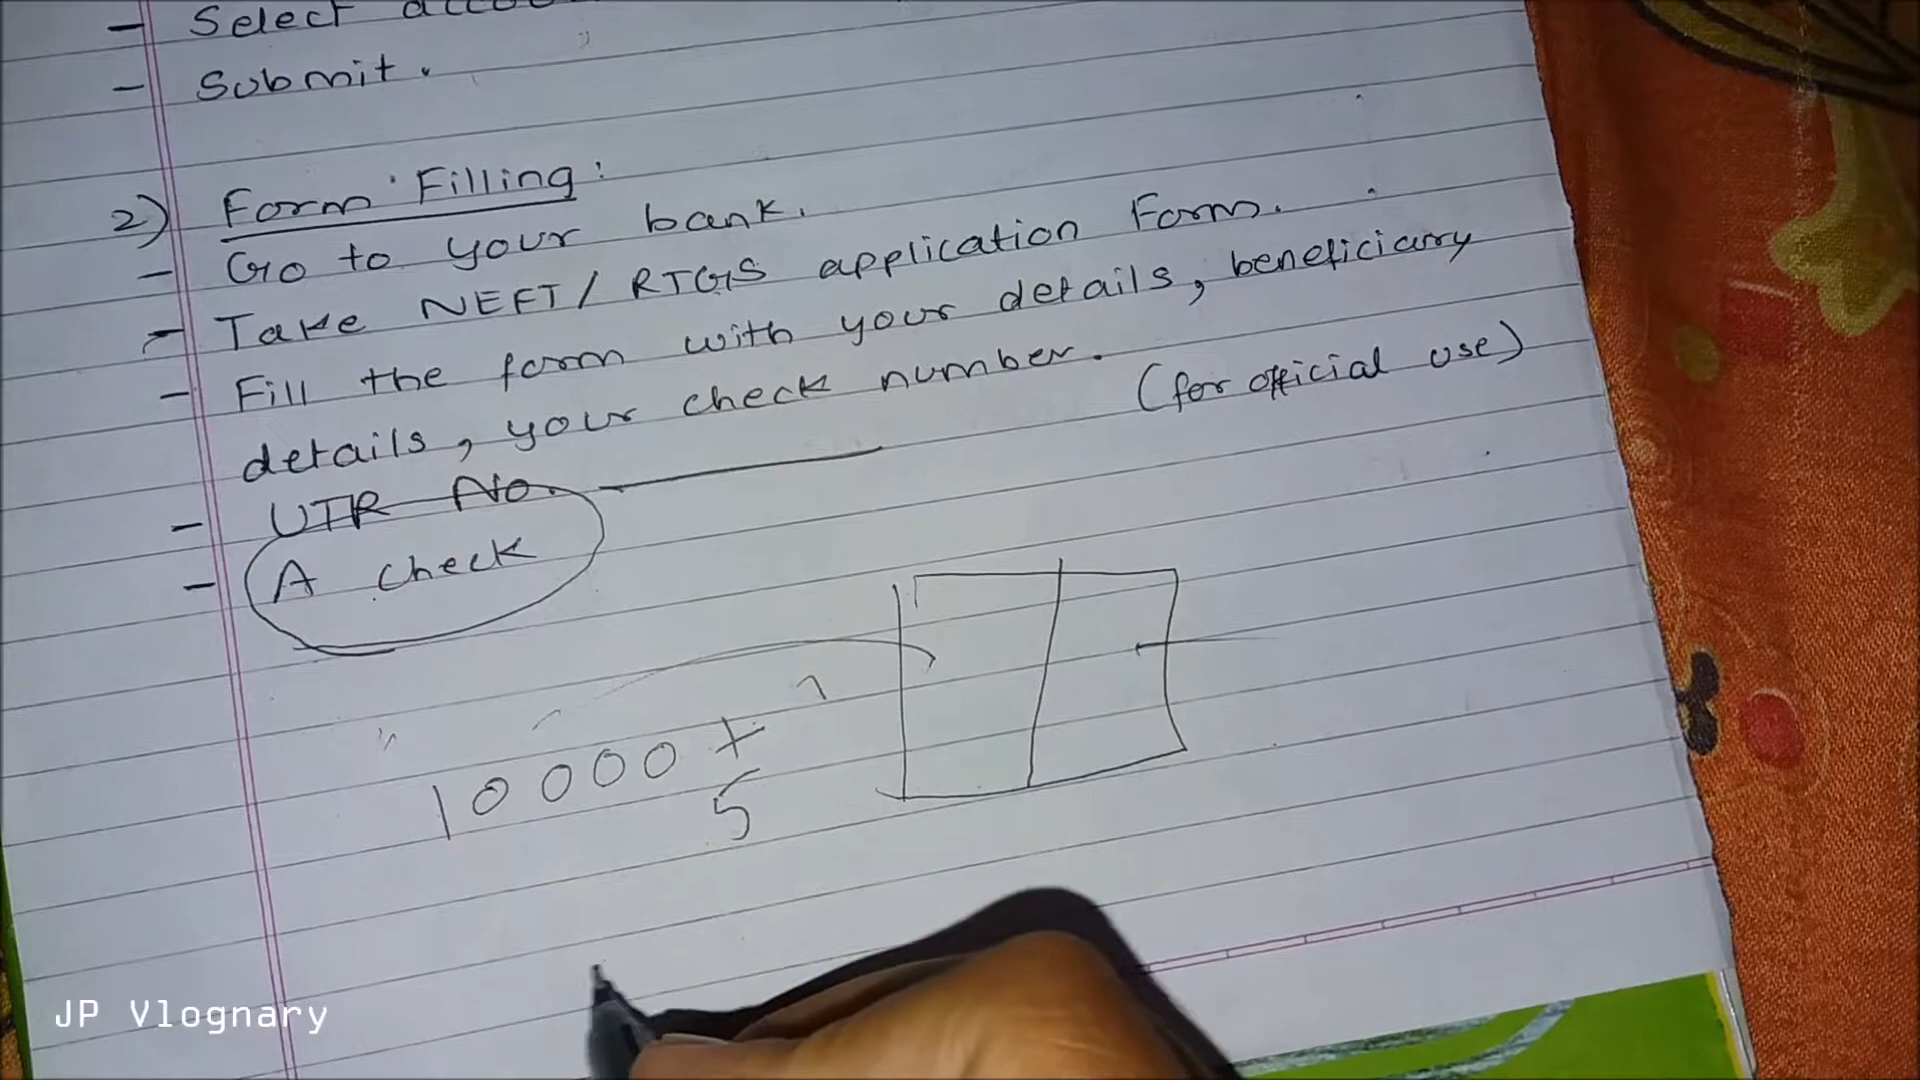 - Select
- Submit.
2) Form Filling:
- Go to your bank.
- Take NEFT/RTGS application Form.
- Fill the form with your details, beneficiary
details, your check number.
(for official use)
- UTR No.
- A check
10000+
5
JP Vlognary